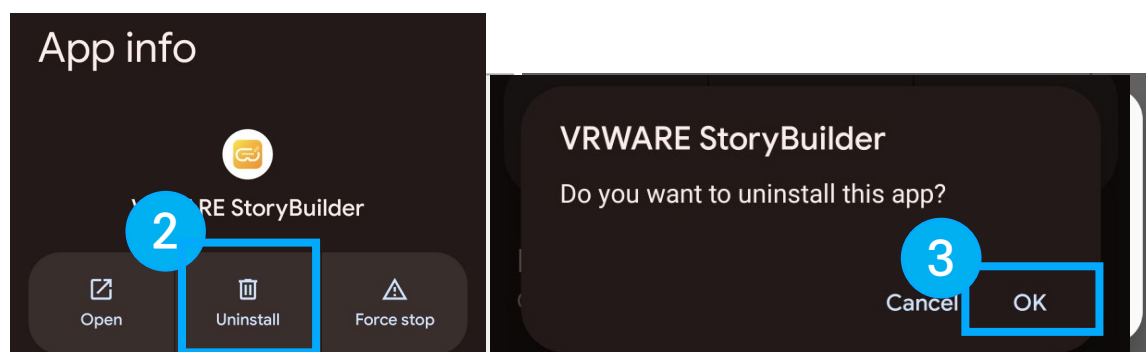 App info
RE StoryBuilder
2
Open
Uninstall
Force stop
VRWARE StoryBuilder
Do you want to uninstall this app?
3
Cancel
OK